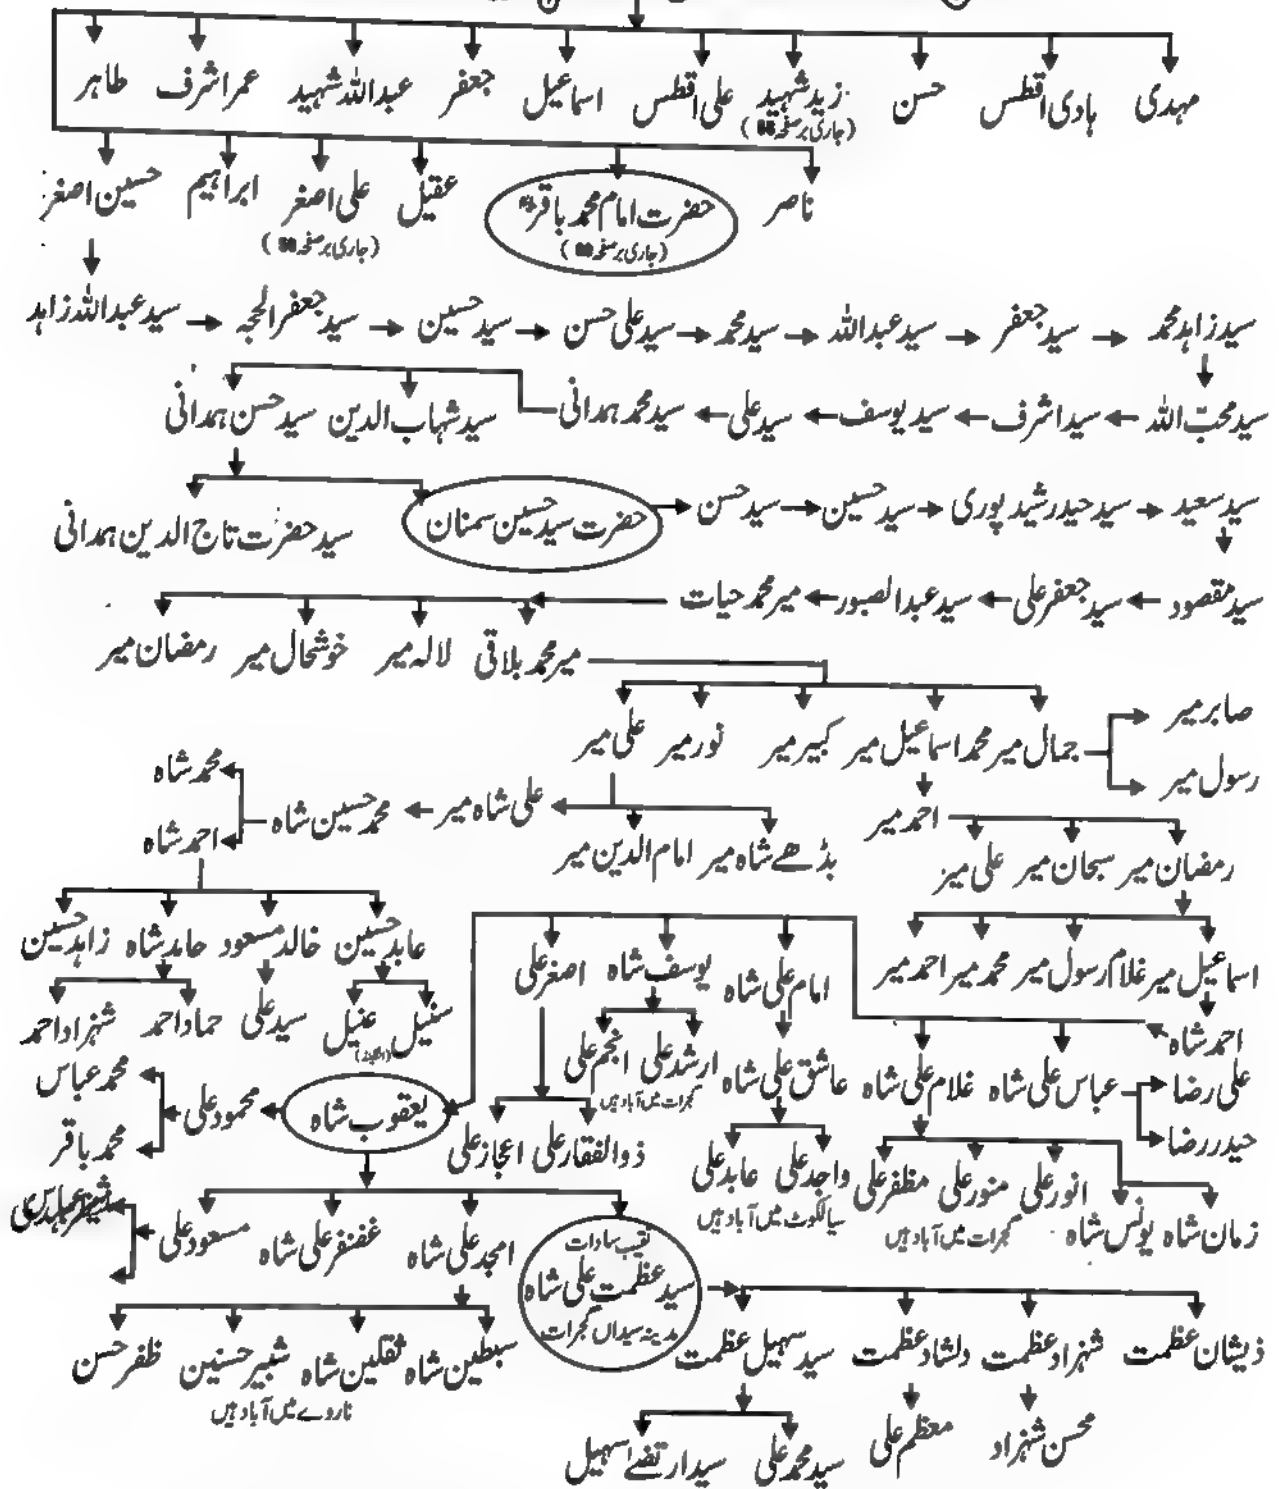 مہدی ہادی اقطس حسن زید شہید علی اقطس اسماعیل جعفر عبداللہ شہید عمر اشرف طاہر
(جاری بر صفحہ )
ناصر حضرت امام محمد باقر عقیل علی اصغر ابراہیم حسین اصغر
(جاری بر صفحہ ) (جاری بر صفحہ )
سید عبداللہ زاہد سید جعفر الحجہ سید حسین سید علی حسن سید محمد سید عبداللہ سید جعفر سید زاہد محمد
سید محب اللہ سید اشرف سید یوسف سید علی سید محمد ہمدانی سید شہاب الدین سید حسن ہمدانی
سید حضرت تاج الدین ہمدانی حضرت سید حسین سمنان سید حسن سید حسین سید حیدر رشید پوری سید سعید
سید مقصود سید جعفر علی سید عبدالصبور میر محمد حیات
میر محمد بلاقی لالہ میر خوشحال میر رمضان میر
صابر میر
جمال میر محمد اسماعیل میر کبیر میر نور میر علی میر
رسول میر
محمد شاہ
احمد میر علی شاہ میر محمد حسین شاہ
احمد شاہ
رمضان میر سبحان میر علی میر بڈھے شاہ میر امام الدین میر
عابد حسین خالد مسعود حامد شاہ زاہد حسین
اسماعیل میر غلام رسول میر محمد میر احمد میر امام علی شاہ یوسف شاہ اصغر علی
سنیل عنیل سید علی حماد احمد شہزاد احمد
احمد شاہ
علی رضا عباس علی شاہ غلام علی شاہ عاشق علی شاہ ارشد علی انجم علی
حیدر رضا گجرات میں آباد ہیں
یعقوب شاہ محمود علی محمد عباس
محمد باقر
ذوالفقار علی اعجاز علی
انور علی منور علی مظفر علی واجد علی عابد علی
زمان شاہ یونس شاہ گجرات میں آباد ہیں سیالکوٹ میں آباد ہیں
نقیب سادات
سید عظمت علی شاہ
مدینہ سیداں گجرات
امجد علی شاہ غضنفر علی شاہ مسعود علی
ذیشان عظمت شہزاد عظمت دلشاد عظمت سید سہیل عظمت
سبطین شاہ ثقلین شاہ شبیر حسنین ظفر حسن
ناروے میں آباد ہیں
محسن شہزاد معظم علی سید محمد علی سید ارتضےٰ سہیل